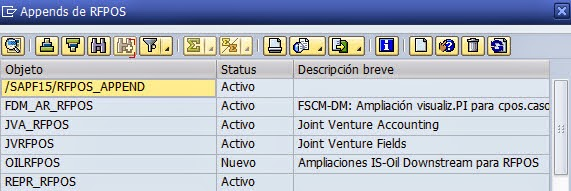 Appends de RFPOS
Objeto Status Descripción breve
/SAPF15/RFPOS_APPEND Activo
FDM_AR_RFPOS Activo FSCM-DM: Ampliación visualiz.PI para cpos.caso
JVA_RFPOS Activo Joint Venture Accounting
JVRFPOS Activo Joint Venture Fields
OILRFPOS Nuevo Ampliaciones IS-Oil Downstream para RFPOS
REPR_RFPOS Activo